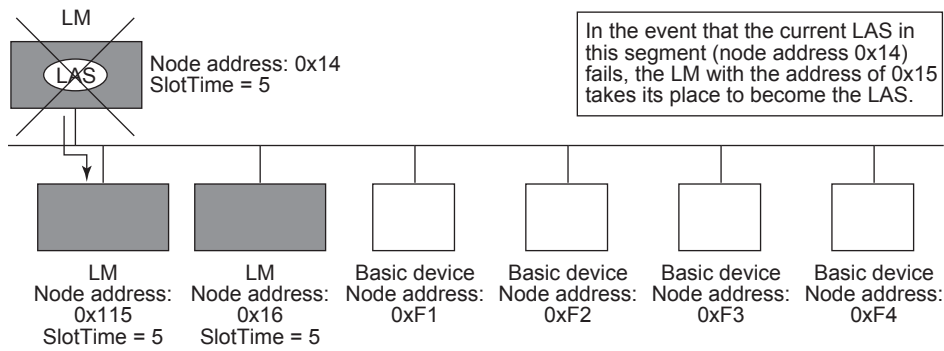 LM
LAS
Node address: 0x14
SlotTime = 5
In the event that the current LAS in
this segment (node address 0x14)
fails, the LM with the address of 0x15
takes its place to become the LAS.
LM
Node address:
0x115
SlotTime = 5
LM
Node address:
0x16
SlotTime = 5
Basic device
Node address:
0xF1
Basic device
Node address:
0xF2
Basic device
Node address:
0xF3
Basic device
Node address:
0xF4